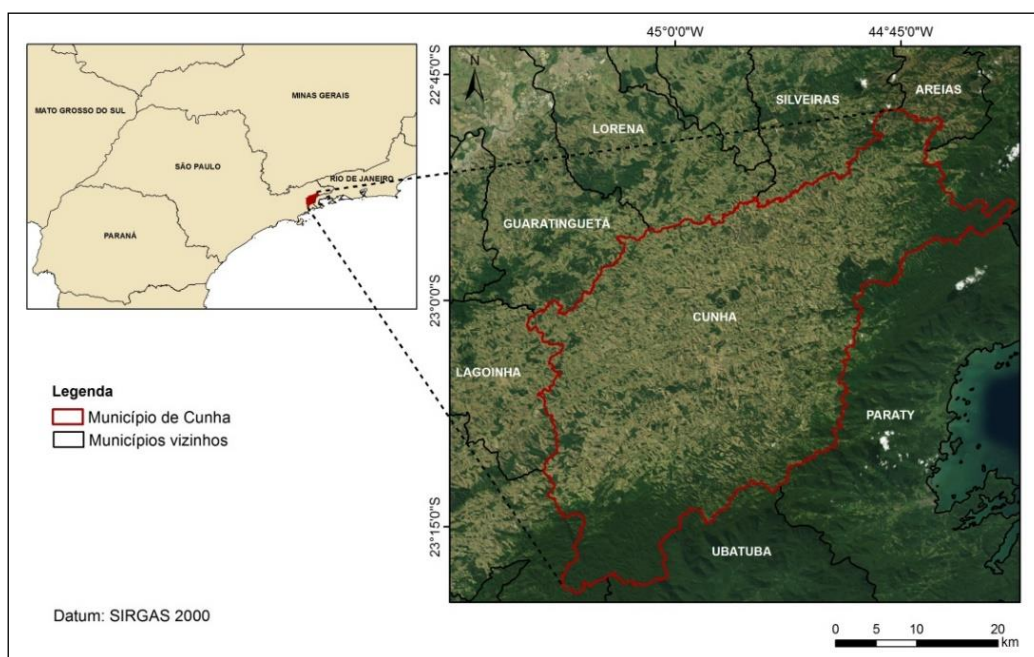 MATO GROSSO DO SUL
MINAS GERAIS
SÃO PAULO
RIO DE JANEIRO
PARANÁ
Legenda
Município de Cunha
Municípios vizinhos
Datum: SIRGAS 2000
45°0'0"W
44°45'0"W
22°45'0"S
23°0'0"S
23°15'0"S
N
SILVEIRAS
AREIAS
LORENA
GUARATINGUETÁ
CUNHA
LAGOINHA
PARATY
UBATUBA
0 5 10 20
km